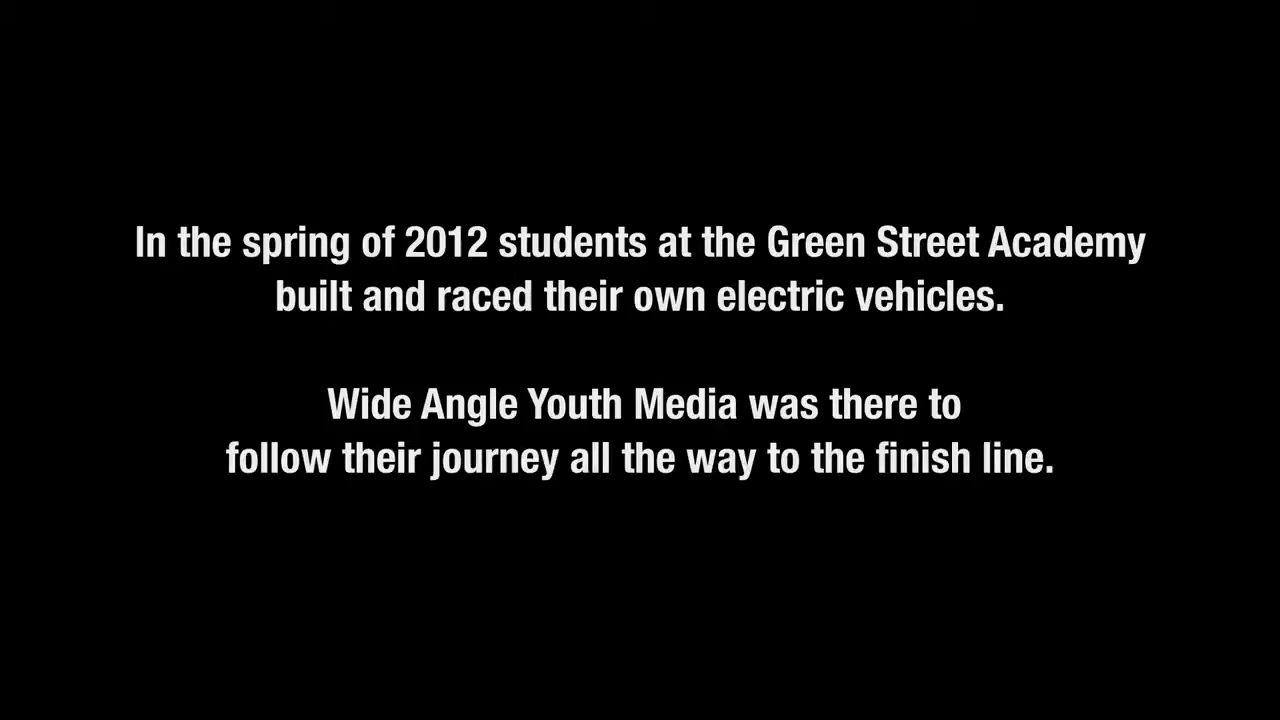 In the spring of 2012 students at the Green Street Academy
built and raced their own electric vehicles.
Wide Angle Youth Media was there to
follow their journey all the way to the finish line.